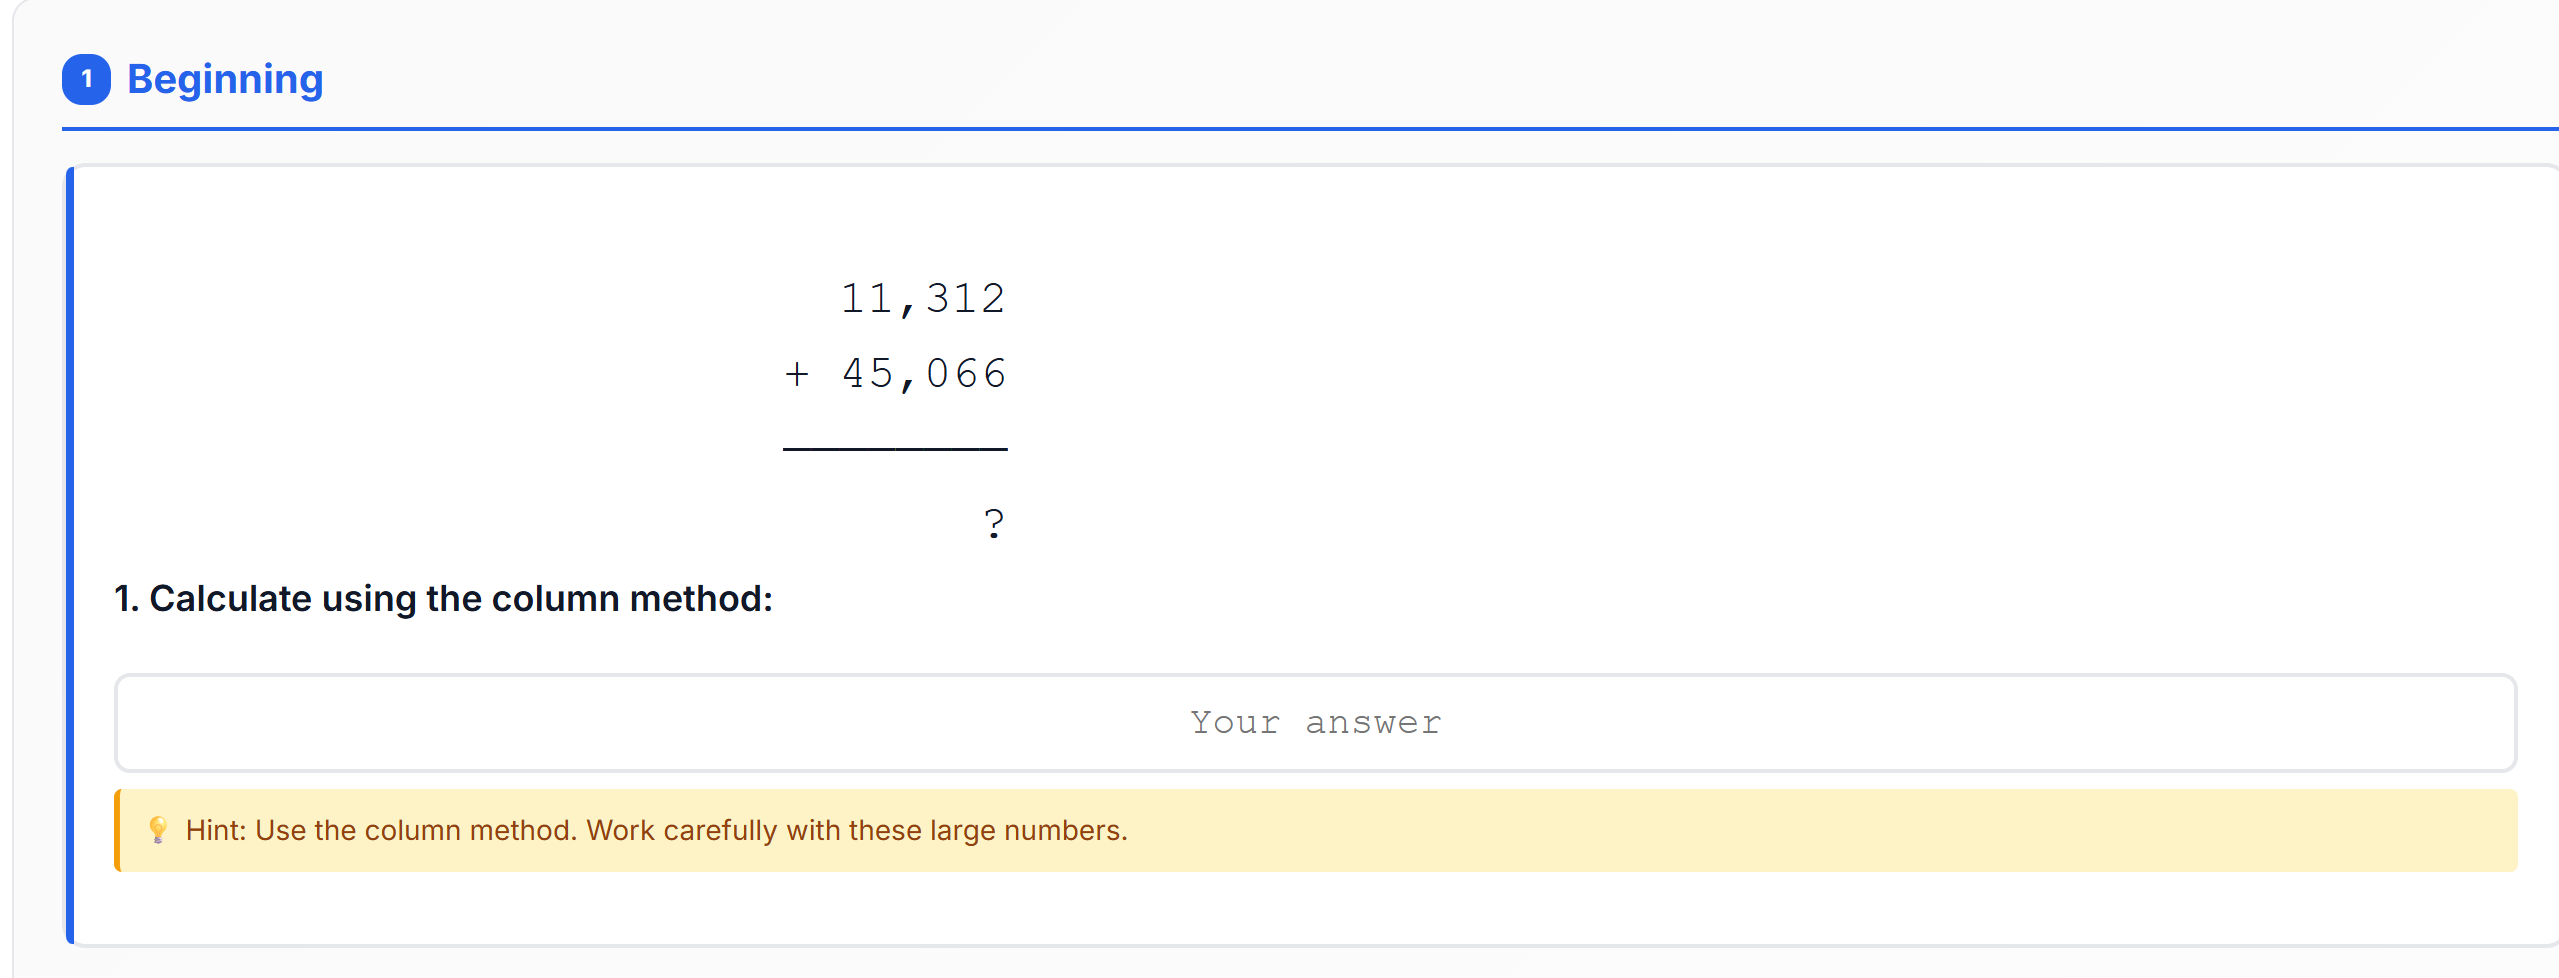 1 Beginning
11,312
+ 45,066
?
1. Calculate using the column method:
Your answer
💡 Hint: Use the column method. Work carefully with these large numbers.